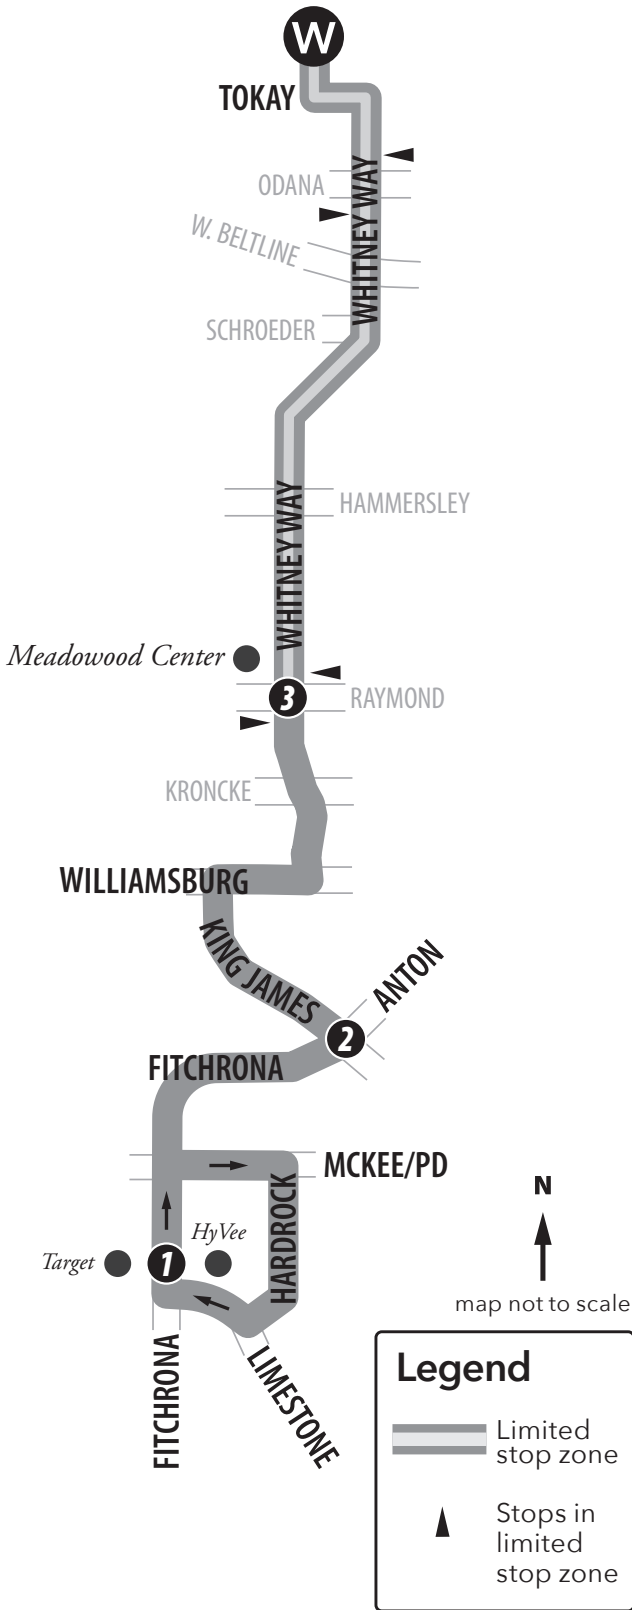 W
TOKAY
WHITNEY WAY
ODANA
W. BELTLINE
SCHROEDER
HAMMERSLEY
WHITNEY WAY
Meadowood Center
3
RAYMOND
KRONCKE
WILLIAMSBURG
KING JAMES
ANTON
2
FITCHRONA
MCKEE/PD
HARDROCK
HyVee
Target
1
FITCHRONA
LIMESTONE
N
map not to scale
Legend
Limited
stop zone
Stops in
limited
stop zone